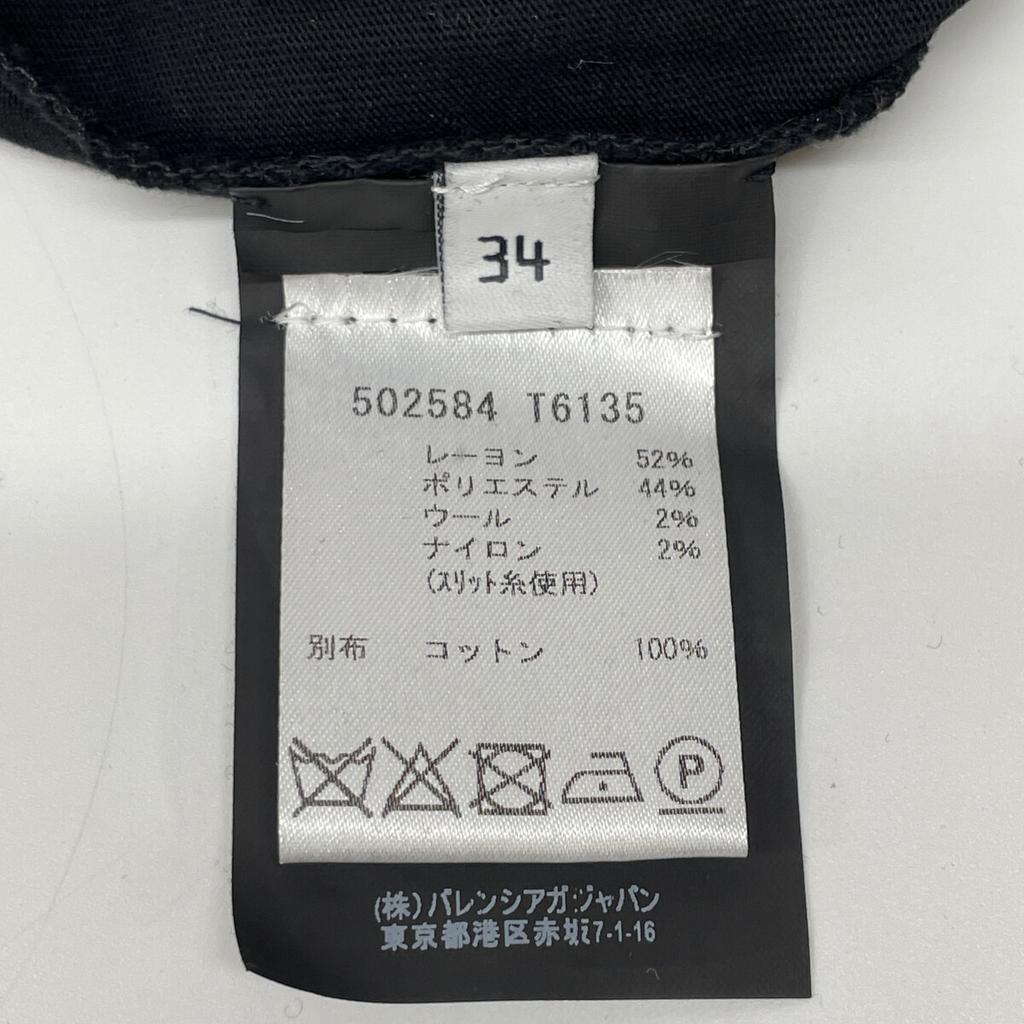 34
502584 T6135
レーヨン 52%
ポリエステル 44%
ウール 2%
ナイロン 2%
(スリット糸使用)
別布 コットン 100%
P
(株)バレンシアガジャパン
東京都港区赤坂7-1-16